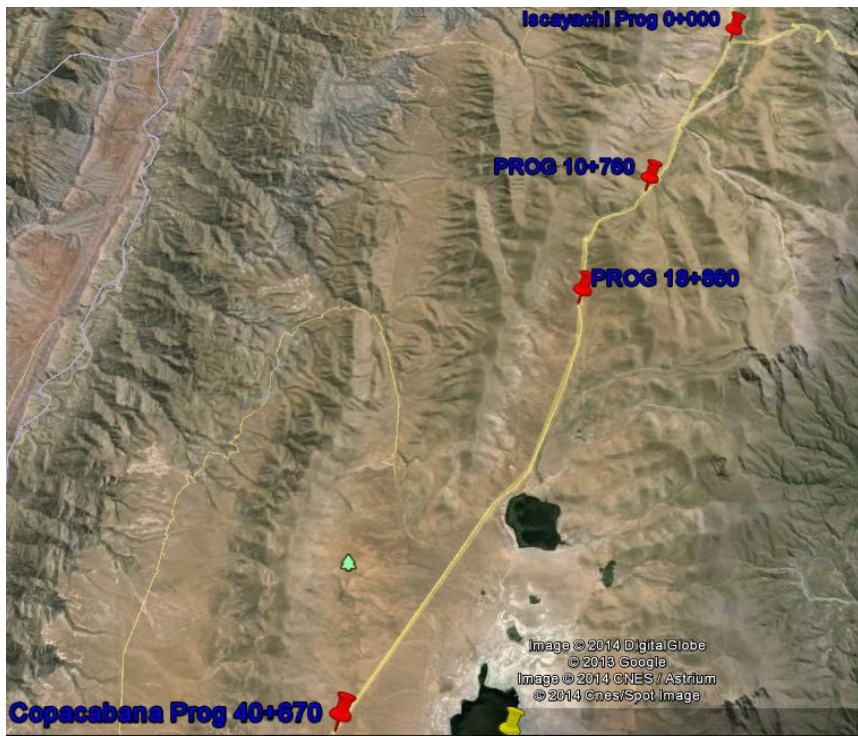 Iscayachi Prog 0+000
PROG 10+760
PROG 18+860
Image © 2014 DigitalGlobe
© 2013 Google
Image © 2014 CNES / Astrium
© 2014 Cnes/Spot Image
Copacabana Prog 40+670